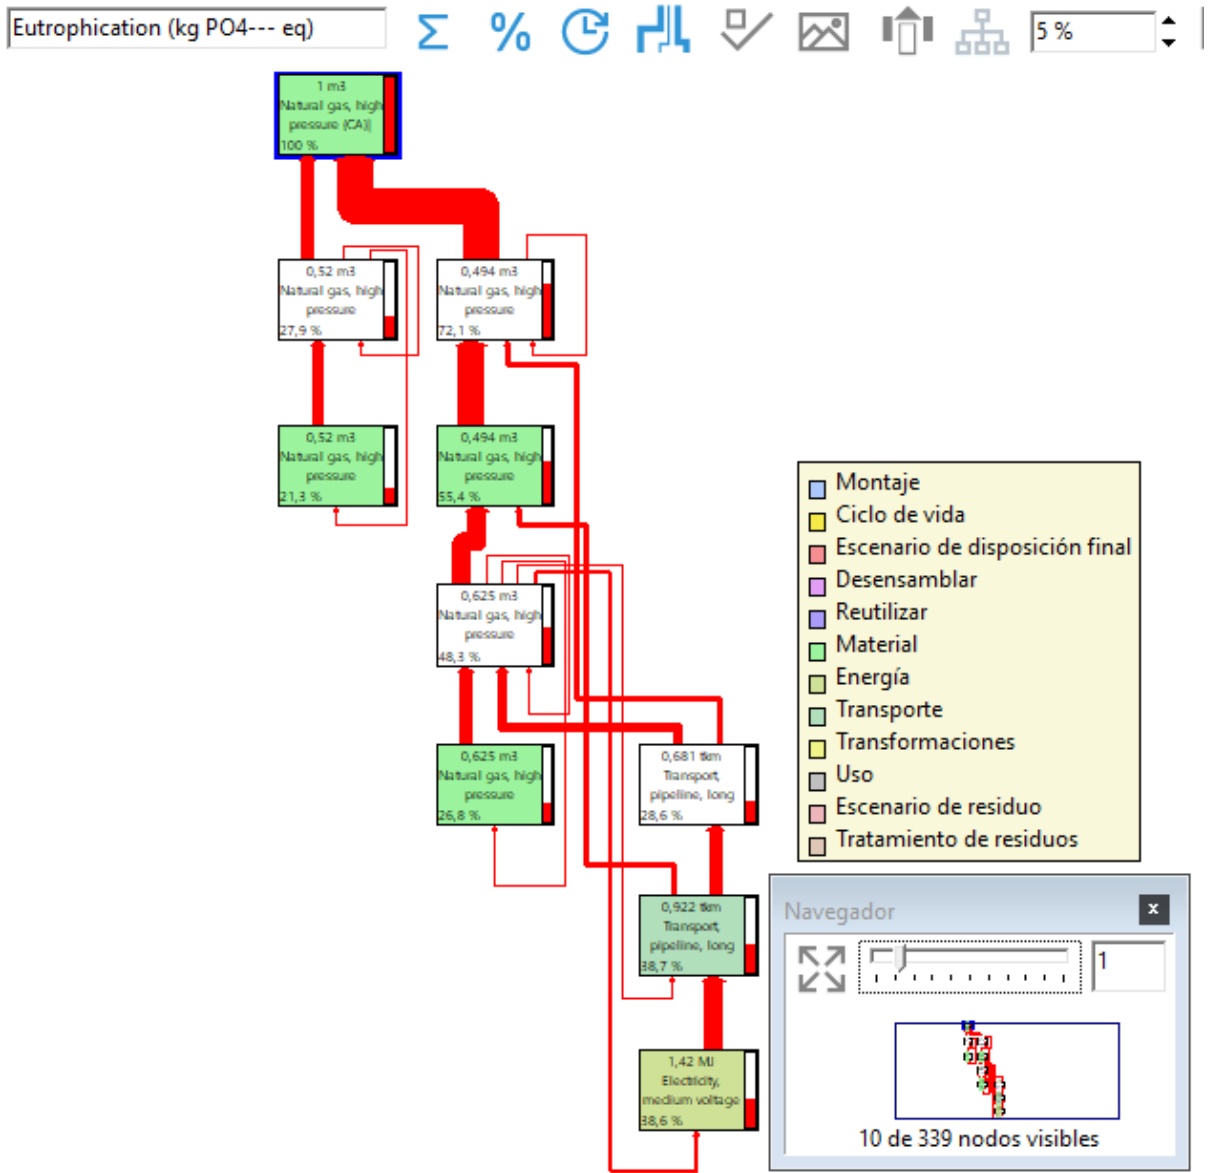 Eutrophication (kg PO4--- eq)
Σ
%
5 %
1 m3
Natural gas, high
pressure (CA)|
100 %
0,52 m3
Natural gas, high
pressure
27,9 %
0,494 m3
Natural gas, high
pressure
72,1 %
0,52 m3
Natural gas, high
pressure
21,3 %
0,494 m3
Natural gas, high
pressure
55,4 %
0,625 m3
Natural gas, high
pressure
48,3 %
0,625 m3
Natural gas, high
pressure
26,8 %
0,681 tkm
Transport,
pipeline, long
28,6 %
0,922 tkm
Transport,
pipeline, long
38,7 %
1,42 MJ
Electricity,
medium voltage
38,6 %
Montaje
Ciclo de vida
Escenario de disposición final
Desensamblar
Reutilizar
Material
Energía
Transporte
Transformaciones
Uso
Escenario de residuo
Tratamiento de residuos
Navegador
x
1
10 de 339 nodos visibles